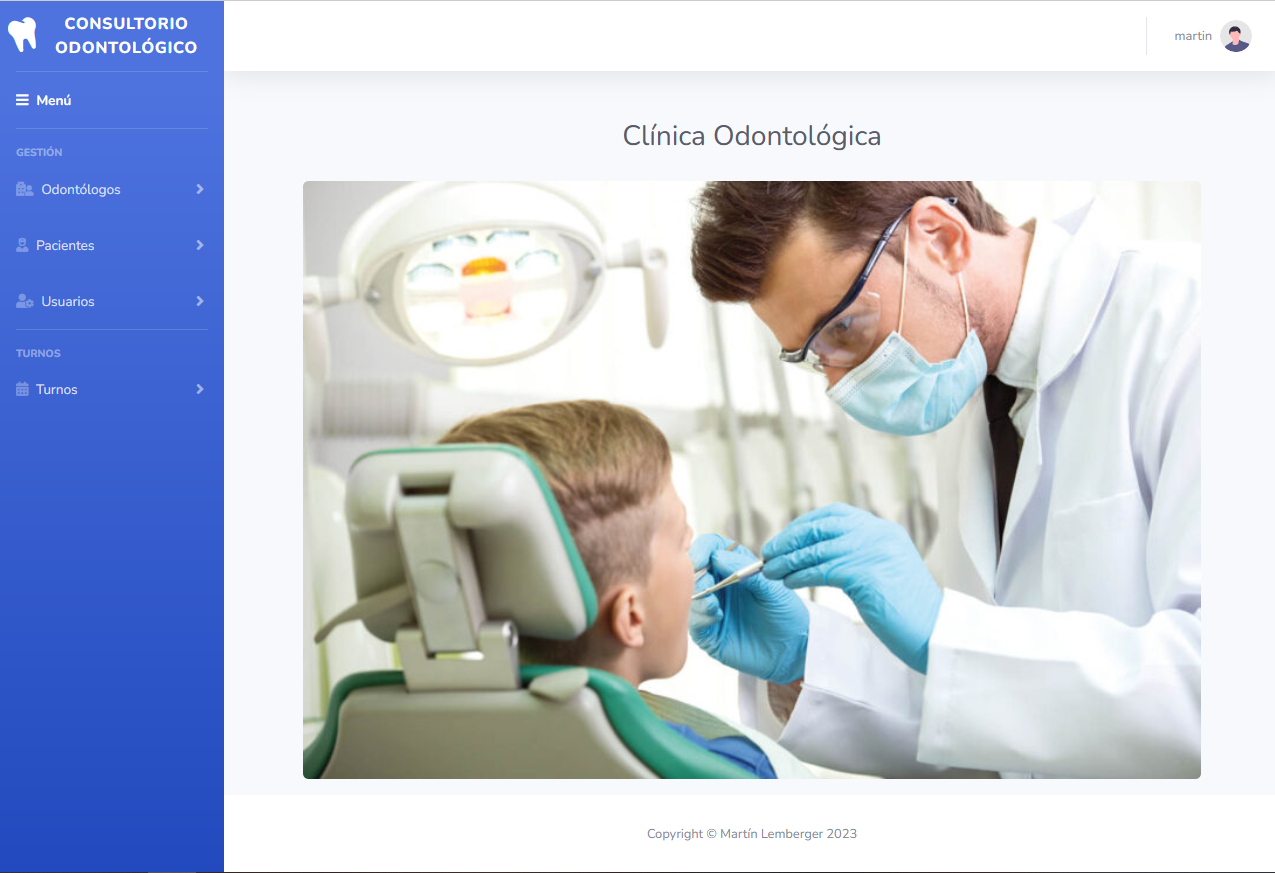 CONSULTORIO
ODONTOLÓGICO
martin
Menú
Clínica Odontológica
GESTIÓN
Odontólogos
Pacientes
Usuarios
TURNOS
Turnos
Copyright © Martín Lemberger 2023